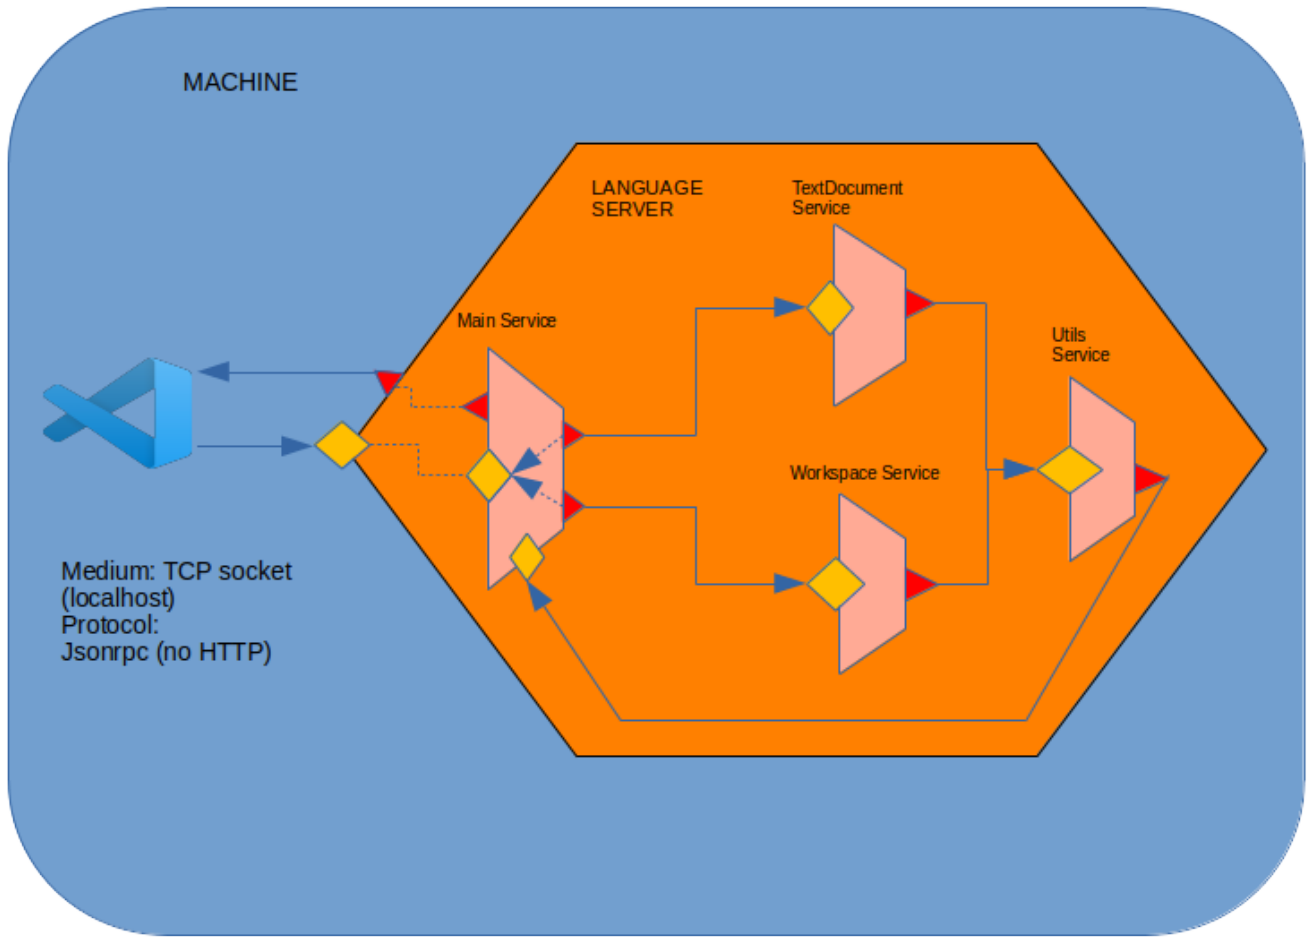 MACHINE
LANGUAGE
SERVER
TextDocument
Service
Main Service
Utils
Service
Workspace Service
Medium: TCP socket
(localhost)
Protocol:
Jsonrpc (no HTTP)